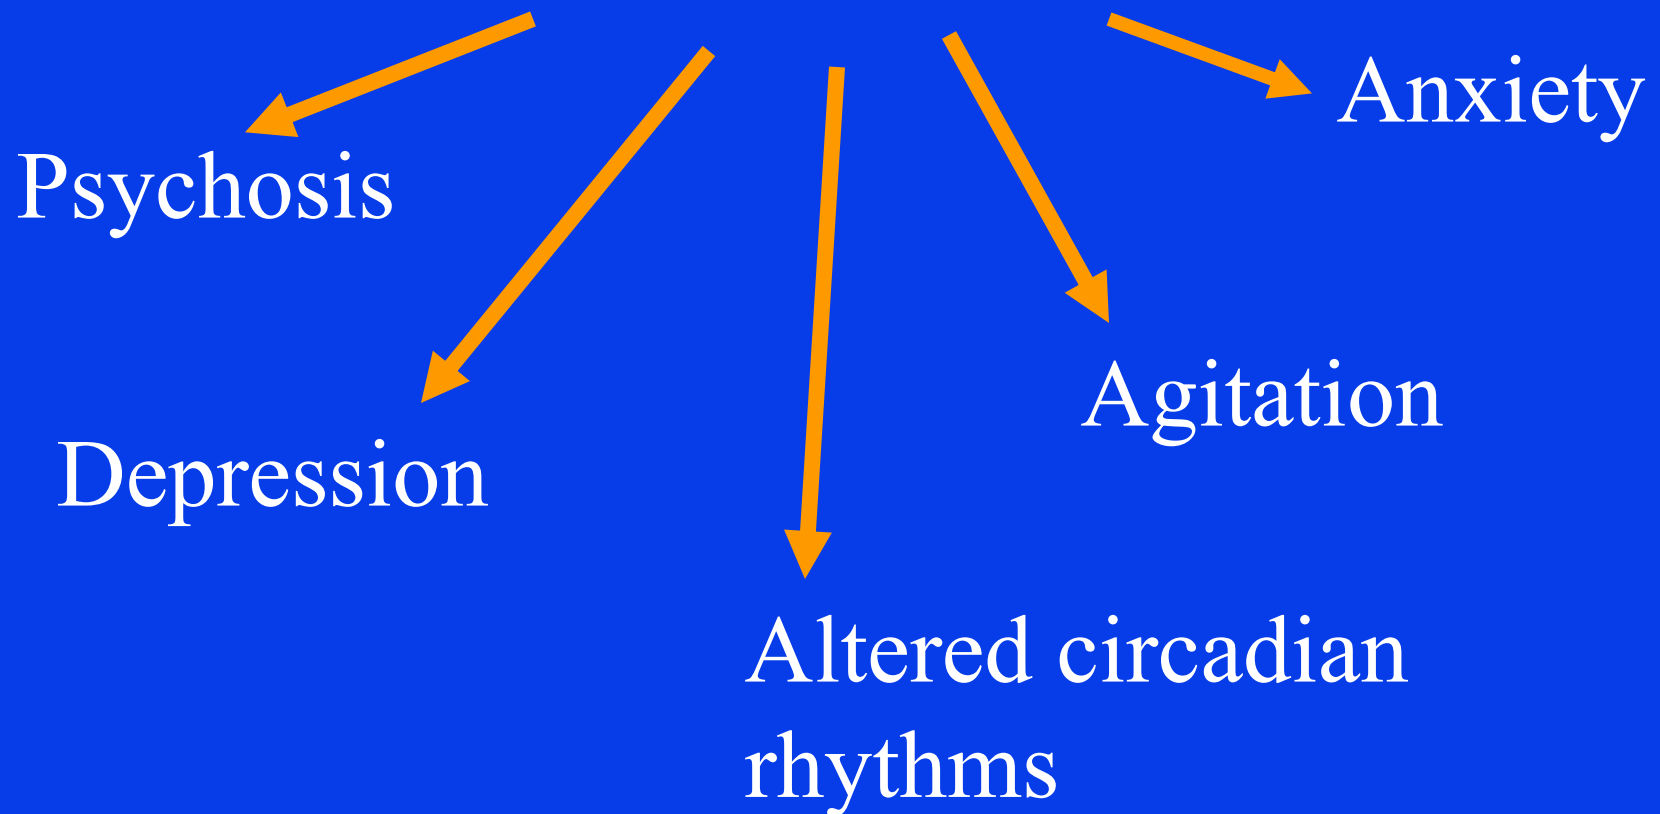 Anxiety
Psychosis
Agitation
Depression
Altered circadian
rhythms